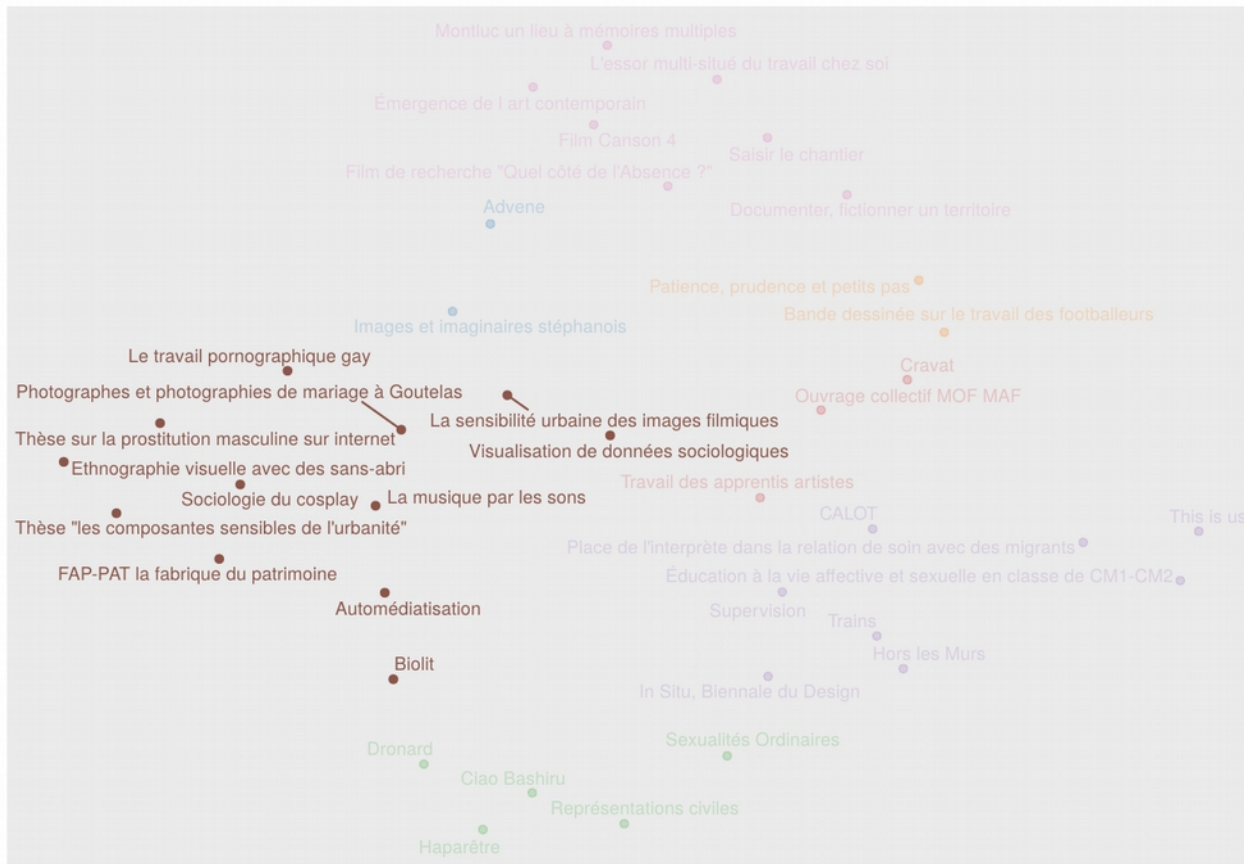 Montluc un lieu à mémoires multiples
L'essor multi-situé du travail chez soi
Émergence de l art contemporain
Film Canson 4
Saisir le chantier
Film de recherche "Quel côté de l'Absence ?"
Advene
Documenter, fictionner un territoire
Patience, prudence et petits pas
Bande dessinée sur le travail des footballeurs
Images et imaginaires stéphanois
Le travail pornographique gay
Cravat
Photographes et photographies de mariage à Goutelas
Ouvrage collectif MOF MAF
La sensibilité urbaine des images filmiques
Thèse sur la prostitution masculine sur internet
Visualisation de données sociologiques
Ethnographie visuelle avec des sans-abri
Travail des apprentis artistes
Sociologie du cosplay
La musique par les sons
CALOT
This is us
Thèse "les composantes sensibles de l'urbanité"
Place de l'interprète dans la relation de soin avec des migrants
FAP-PAT la fabrique du patrimoine
Éducation à la vie affective et sexuelle en classe de CM1-CM2
Automédiatisation
Supervision
Trains
Hors les Murs
Biolit
In Situ, Biennale du Design
Sexualités Ordinaires
Dronard
Ciao Bashiru
Représentations civiles
Haparêtre